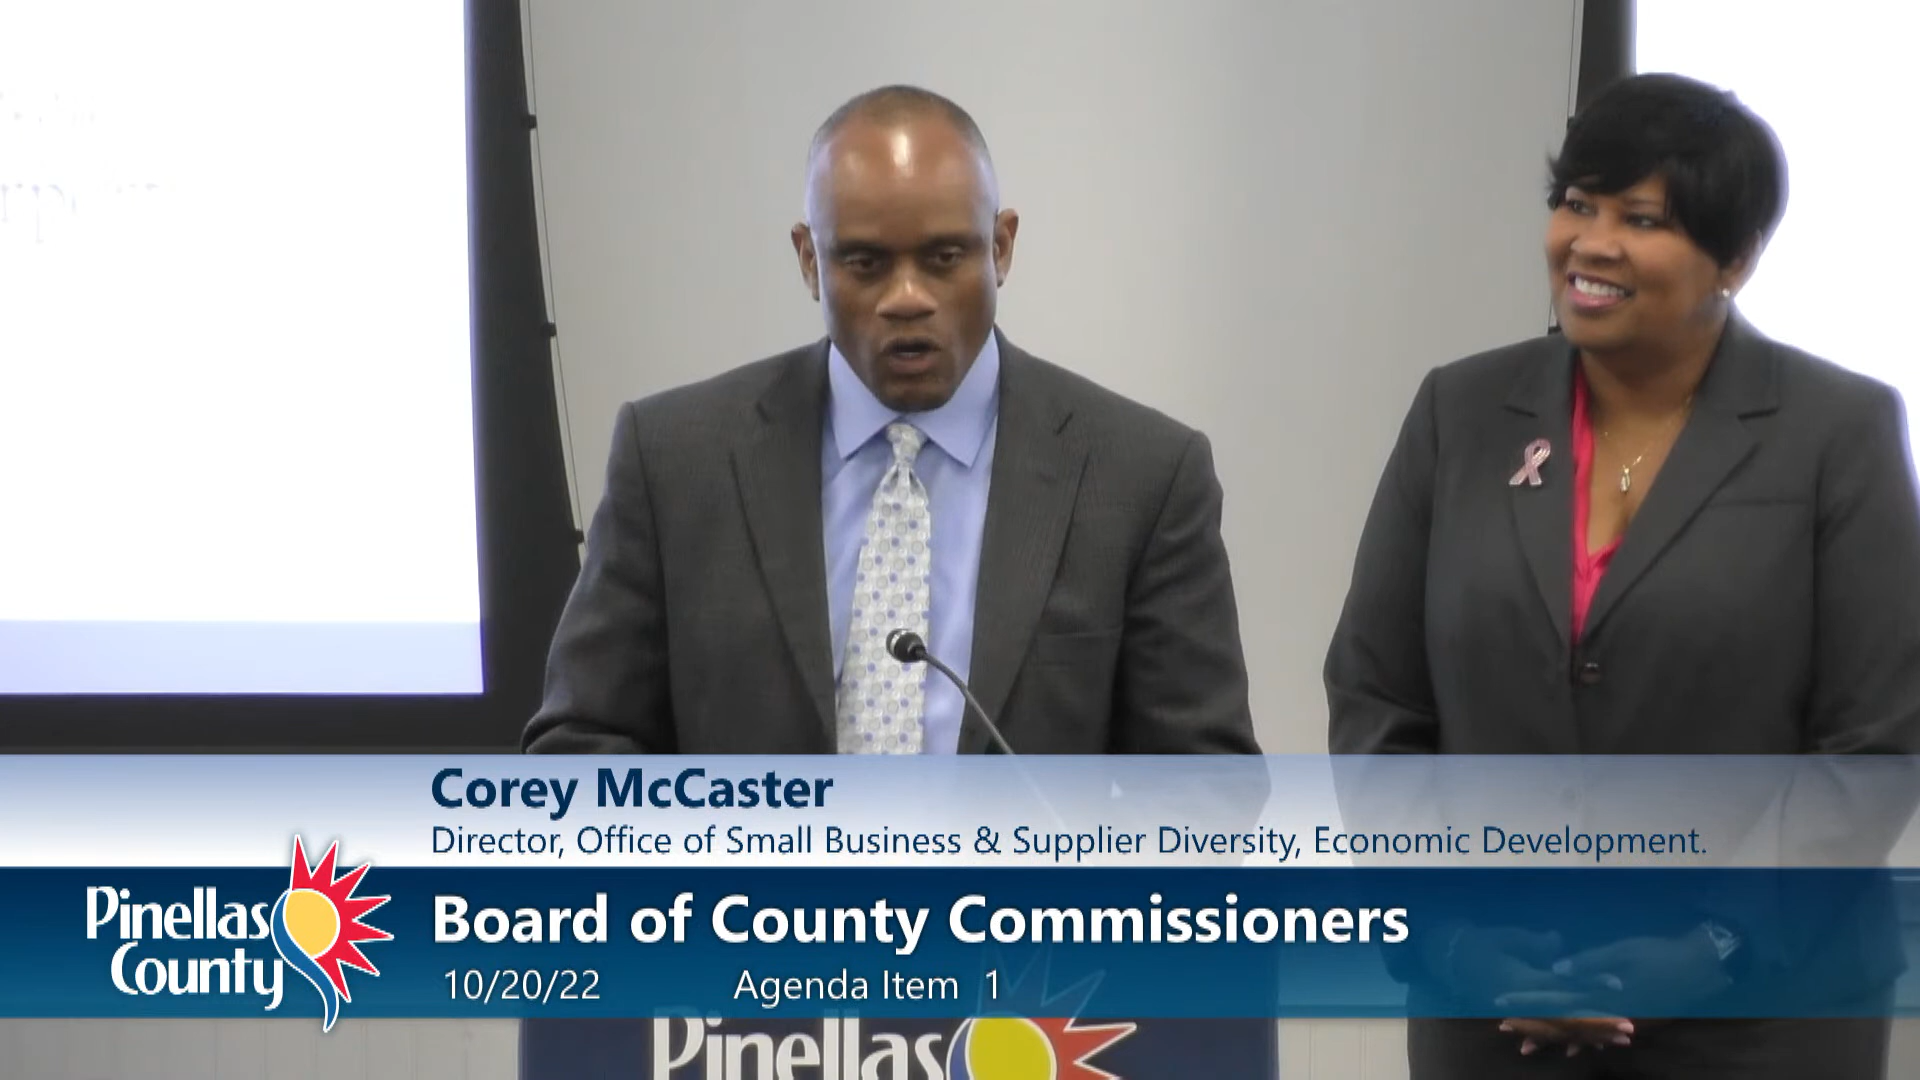 Corey McCaster
Director, Office of Small Business & Supplier Diversity, Economic Development.
Pinellas
County
Board of County Commissioners
10/20/22 Agenda Item 1
Pinellas